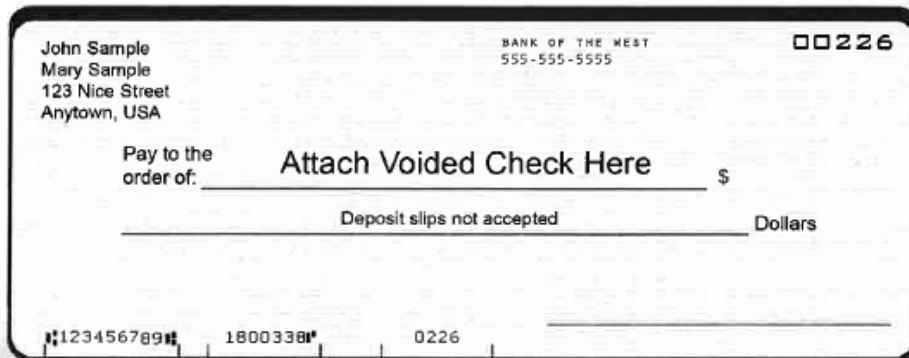 John Sample
Mary Sample
123 Nice Street
Anytown, USA
BANK OF THE WEST
555-555-5555
00226
Pay to the
order of:
Attach Voided Check Here
$
Deposit slips not accepted
Dollars
⑆123456789⑆ 1800338⑈ 0226